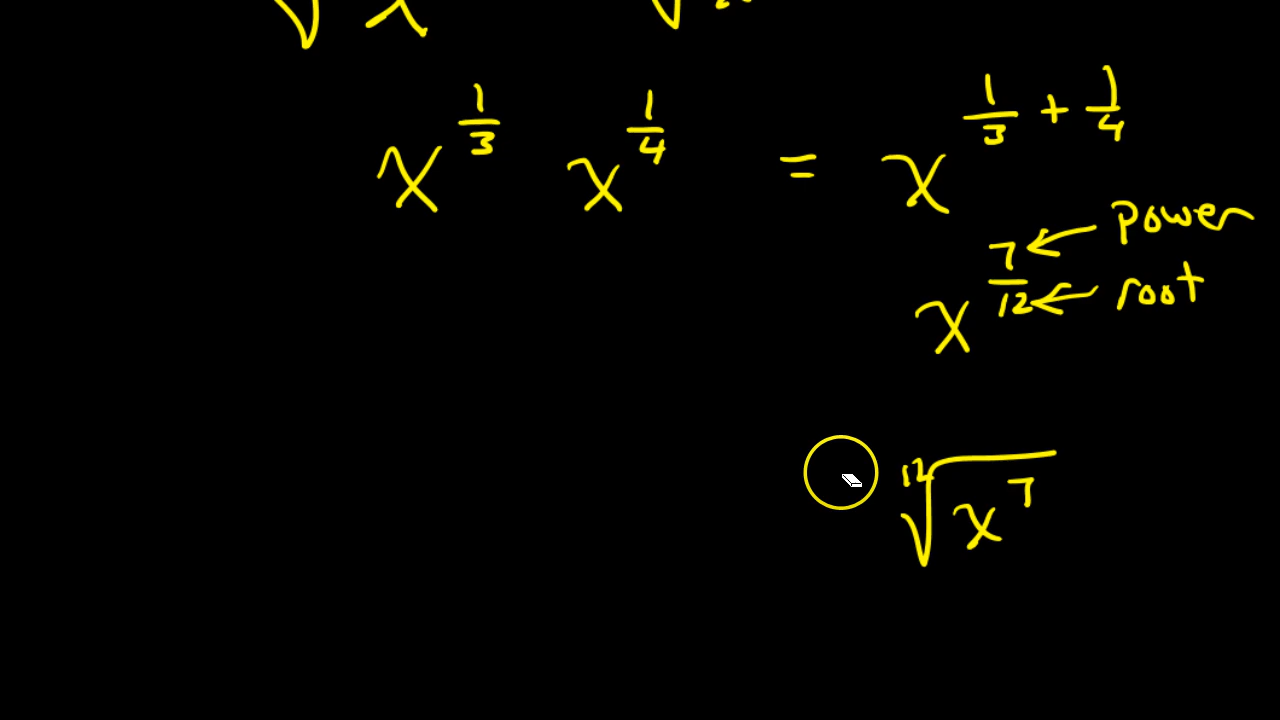 √x √
x^(1/3) x^(1/4) = x^(1/3 + 1/4)
x^(7/12) ← power
← root
¹²√x⁷